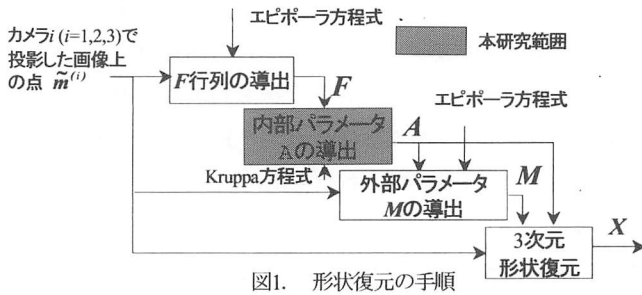 エピポーラ方程式
カメラi (i=1,2,3)で
投影した画像上
の点 m̃⁽ⁱ⁾
本研究範囲
F行列の導出
F
エピポーラ方程式
内部パラメータ
Aの導出
A
Kruppa方程式
外部パラメータ
Mの導出
M
3次元
形状復元
X
図1. 形状復元の手順